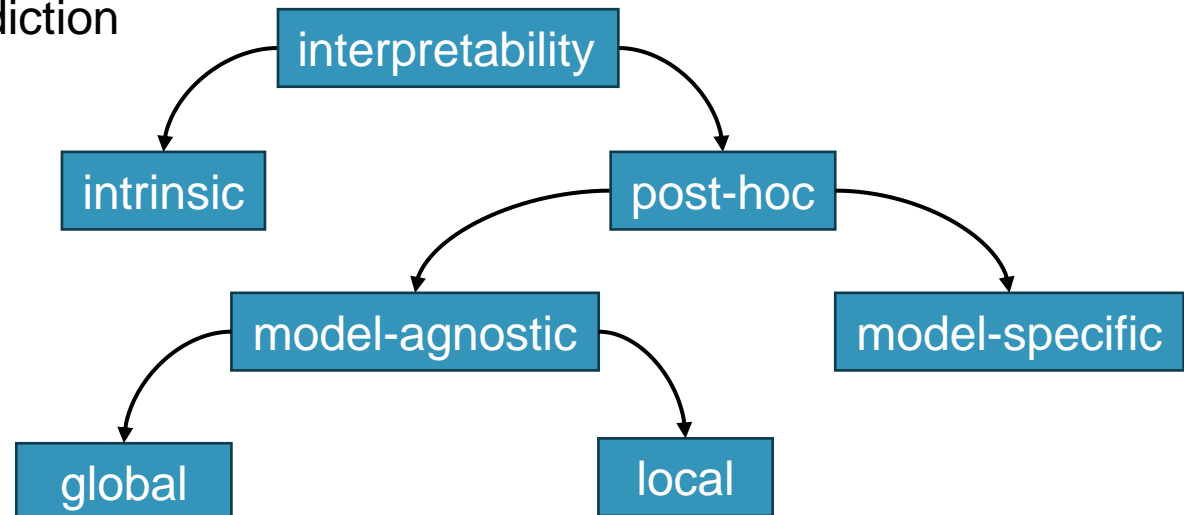 diction
interpretability
intrinsic
post-hoc
model-agnostic
model-specific
global
local